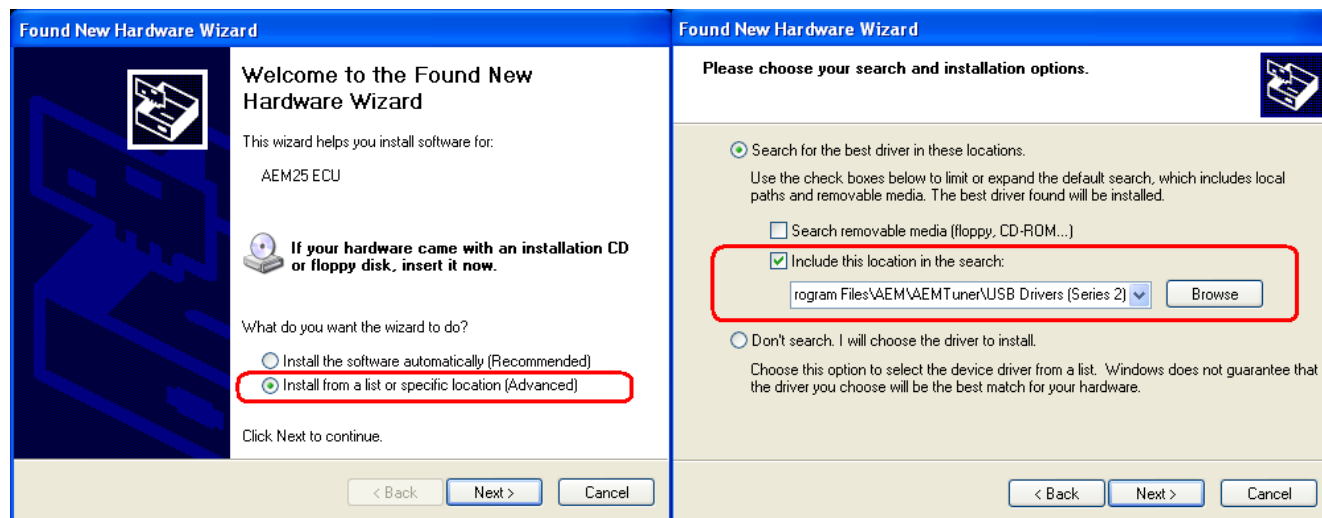 Found New Hardware Wizard
Welcome to the Found New
Hardware Wizard
This wizard helps you install software for:
AEM25 ECU
If your hardware came with an installation CD
or floppy disk, insert it now.
What do you want the wizard to do?
Install the software automatically (Recommended)
Install from a list or specific location (Advanced)
Click Next to continue.
< Back
Next >
Cancel
Found New Hardware Wizard
Please choose your search and installation options.
Search for the best driver in these locations.
Use the check boxes below to limit or expand the default search, which includes local
paths and removable media. The best driver found will be installed.
Search removable media (floppy, CD-ROM...)
Include this location in the search:
rogram Files\AEM\AEMTuner\USB Drivers (Series 2)
Browse
Don't search. I will choose the driver to install.
Choose this option to select the device driver from a list. Windows does not guarantee that
the driver you choose will be the best match for your hardware.
< Back
Next >
Cancel